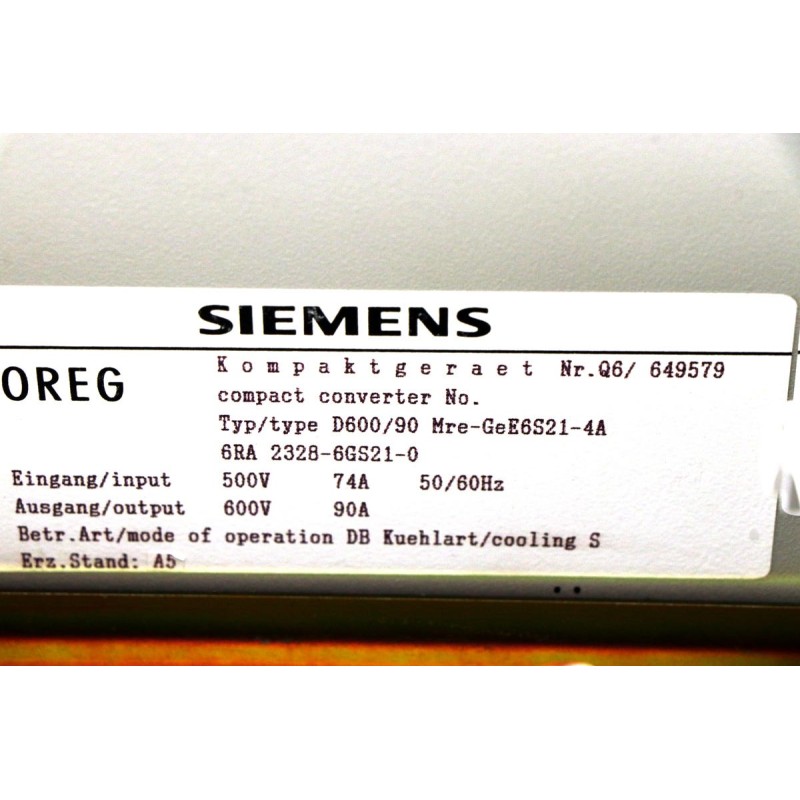 SIEMENS
OREG
K o m p a k t g e r a e t Nr.Q6/ 649579
compact converter No.
Typ/type D600/90 Mre-GeE6S21-4A
6RA 2328-6GS21-0
Eingang/input 500V 74A 50/60Hz
Ausgang/output 600V 90A
Betr.Art/mode of operation DB Kuehlart/cooling S
Erz.Stand: A5